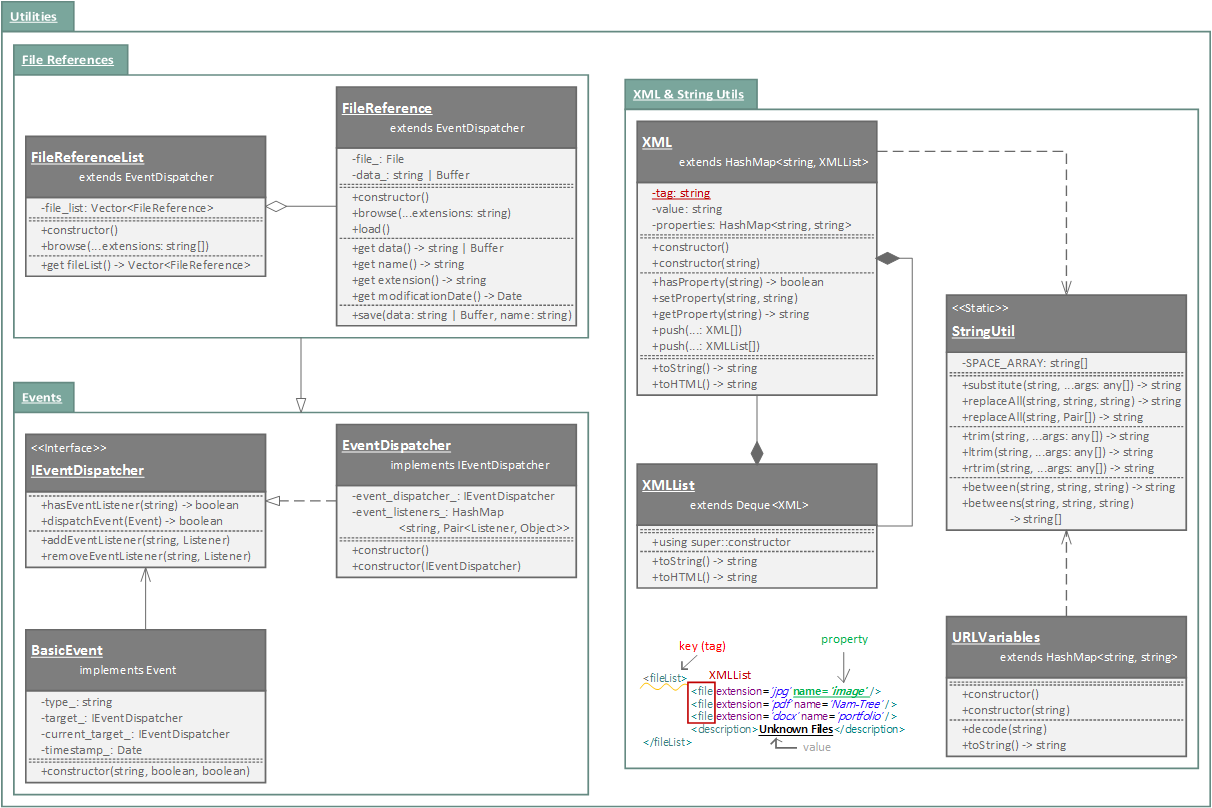 Utilities
File References
FileReferenceList
extends EventDispatcher
-file_list: Vector<FileReference>
+constructor()
+browse(...extensions: string[])
+get fileList() -> Vector<FileReference>
FileReference
extends EventDispatcher
-file_: File
-data_: string | Buffer
+constructor()
+browse(...extensions: string)
+load()
+get data() -> string | Buffer
+get name() -> string
+get extension() -> string
+get modificationDate() -> Date
+save(data: string | Buffer, name: string)
Events
<<Interface>>
IEventDispatcher
+hasEventListener(string) -> boolean
+dispatchEvent(Event) -> boolean
+addEventListener(string, Listener)
+removeEventListener(string, Listener)
EventDispatcher
implements IEventDispatcher
-event_dispatcher_: IEventDispatcher
-event_listeners_: HashMap
<string, Pair<Listener, Object>>
+constructor()
+constructor(IEventDispatcher)
BasicEvent
implements Event
-type_: string
-target_: IEventDispatcher
-current_target_: IEventDispatcher
-timestamp_: Date
+constructor(string, boolean, boolean)
XML & String Utils
XML
extends HashMap<string, XMLList>
-tag: string
-value: string
-properties: HashMap<string, string>
+constructor()
+constructor(string)
+hasProperty(string) -> boolean
+setProperty(string, string)
+getProperty(string) -> string
+push(...: XML[])
+push(...: XMLList[])
+toString() -> string
+toHTML() -> string
XMLList
extends Deque<XML>
+using super::constructor
+toString() -> string
+toHTML() -> string
<<Static>>
StringUtil
-SPACE_ARRAY: string[]
+substitute(string, ...args: any[]) -> string
+replaceAll(string, string, string) -> string
+replaceAll(string, Pair[]) -> string
+trim(string, ...args: any[]) -> string
+ltrim(string, ...args: any[]) -> string
+rtrim(string, ...args: any[]) -> string
+between(string, string, string) -> string
+betweens(string, string, string)
-> string[]
URLVariables
extends HashMap<string, string>
+constructor()
+constructor(string)
+decode(string)
+toString() -> string
key (tag)
property
<fileList>
XMLList
<file extension='jpg' name='image' />
<file extension='pdf' name='Nam-Tree' />
<file extension='docx' name='portfolio' />
<description>Unknown Files</description>
</fileList>
value